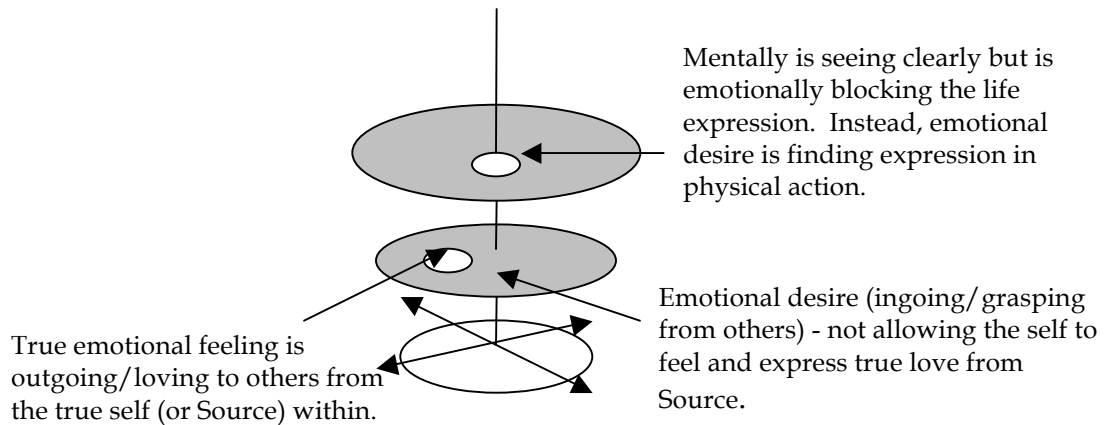 Mentally is seeing clearly but is
emotionally blocking the life
expression.  Instead, emotional
desire is finding expression in
physical action.
Emotional desire (ingoing/grasping
from others) - not allowing the self to
feel and express true love from
Source.
True emotional feeling is
outgoing/loving to others from
the true self (or Source) within.